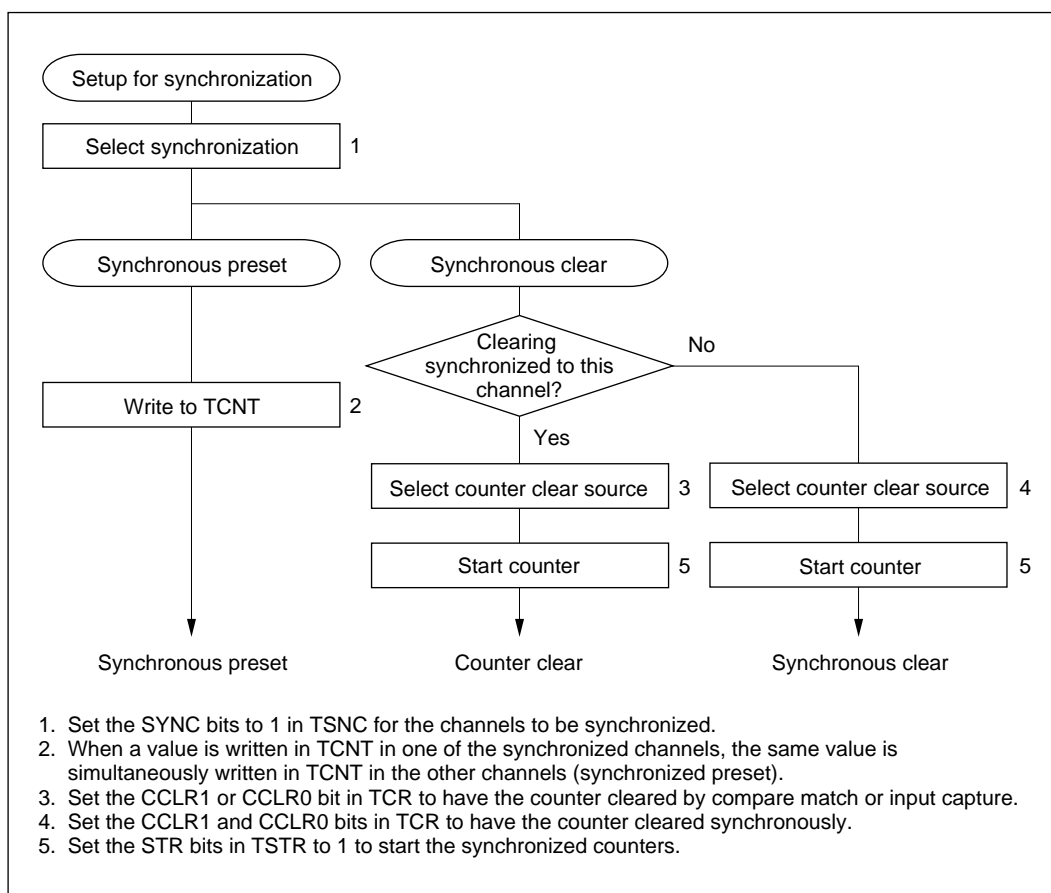 Setup for synchronization
Select synchronization
1
Synchronous preset
Synchronous clear
Clearing
synchronized to this
channel?
No
Write to TCNT
2
Yes
Select counter clear source
3
Select counter clear source
4
Start counter
5
Start counter
5
Synchronous preset
Counter clear
Synchronous clear
1. Set the SYNC bits to 1 in TSNC for the channels to be synchronized.
2. When a value is written in TCNT in one of the synchronized channels, the same value is
simultaneously written in TCNT in the other channels (synchronized preset).
3. Set the CCLR1 or CCLR0 bit in TCR to have the counter cleared by compare match or input capture.
4. Set the CCLR1 and CCLR0 bits in TCR to have the counter cleared synchronously.
5. Set the STR bits in TSTR to 1 to start the synchronized counters.